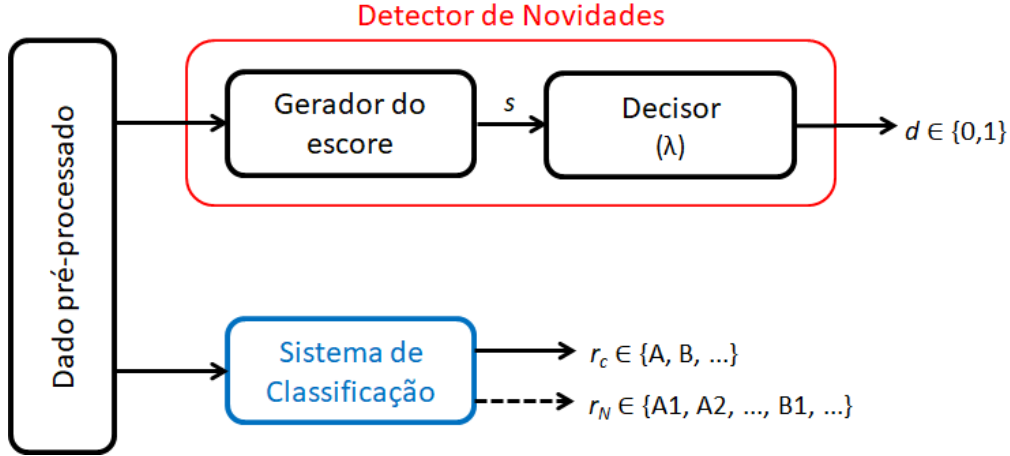 Detector de Novidades
Dado pré-processado
Gerador do
escore
s
Decisor
(λ)
d ∈ {0,1}
Sistema de
Classificação
r_c ∈ {A, B, ...}
r_N ∈ {A1, A2, ..., B1, ...}